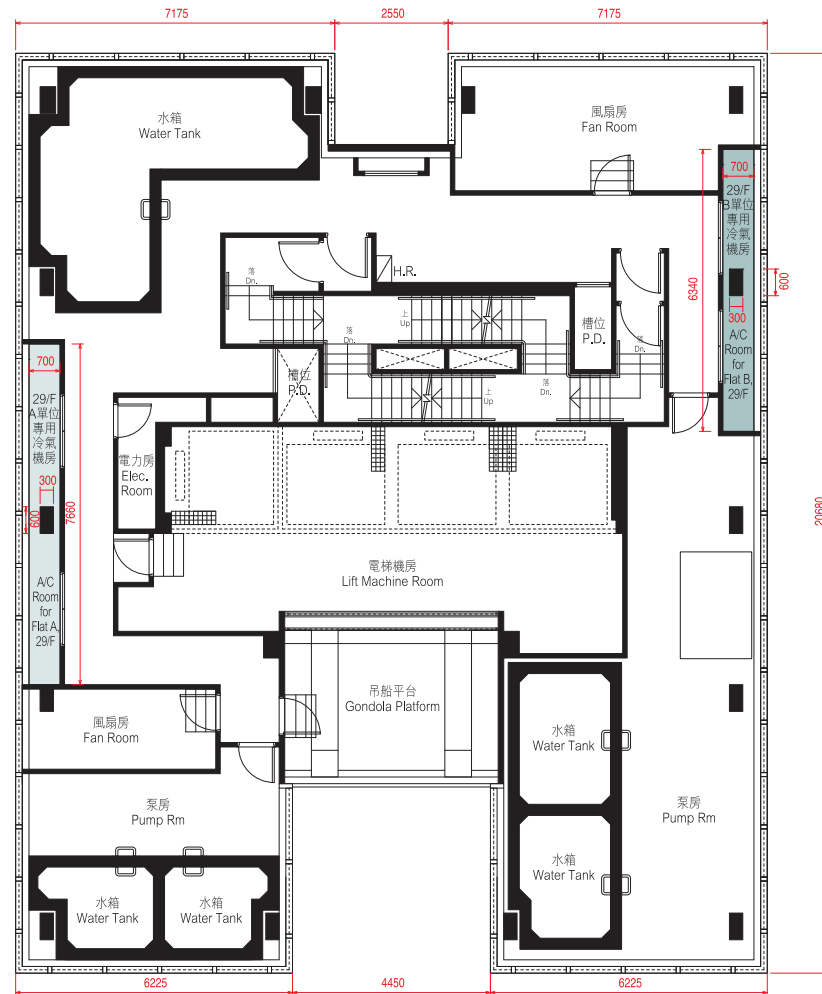 7175
2550
7175
水箱
Water Tank
風扇房
Fan Room
700
29/F
B單位
專用
冷氣
機房
6340
600
300
A/C
Room
for
Flat B,
29/F
落
Dn.
H.R.
落
Dn.
上
Up
槽位
P.D.
落
Dn.
槽位
P.D.
上
Up
落
Dn.
700
29/F
A單位
專用
冷氣
機房
300
600
7660
A/C
Room
for
Flat A,
29/F
電力房
Elec.
Room
20680
電梯機房
Lift Machine Room
吊船平台
Gondola Platform
風扇房
Fan Room
水箱
Water Tank
泵房
Pump Rm
泵房
Pump Rm
水箱
Water Tank
水箱
Water Tank
水箱
Water Tank
6225
4450
6225